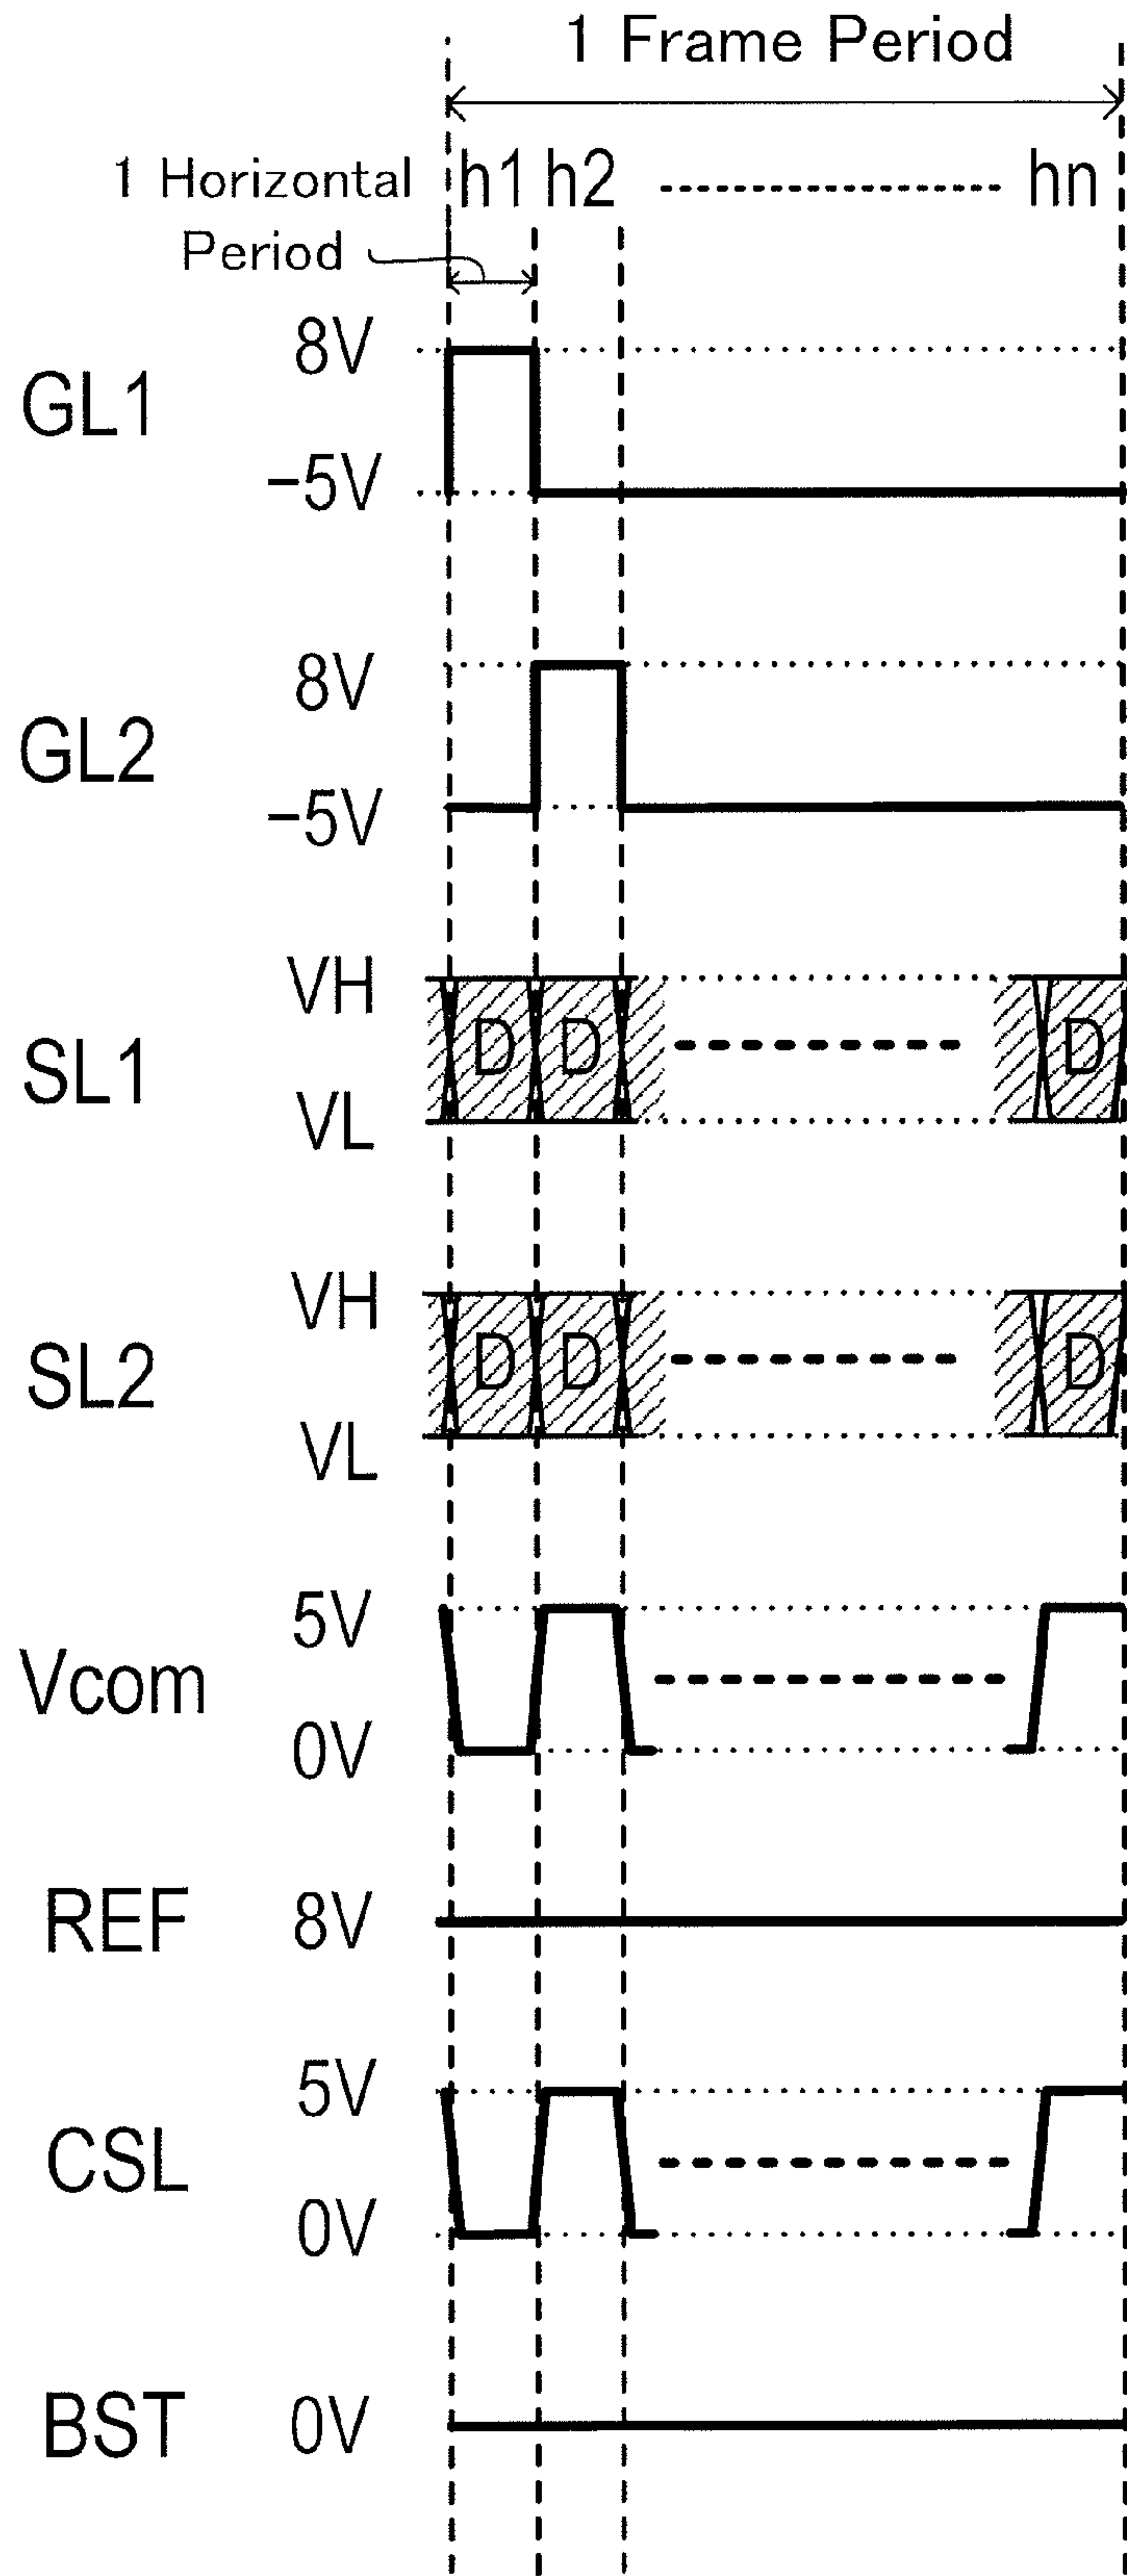 1 Frame Period
1 Horizontal h1 h2 hn
Period
8V
GL1
−5V
8V
GL2
−5V
VH
SL1 D D D
VL
VH
SL2 D D D
VL
5V
Vcom
0V
REF 8V
5V
CSL
0V
BST 0V